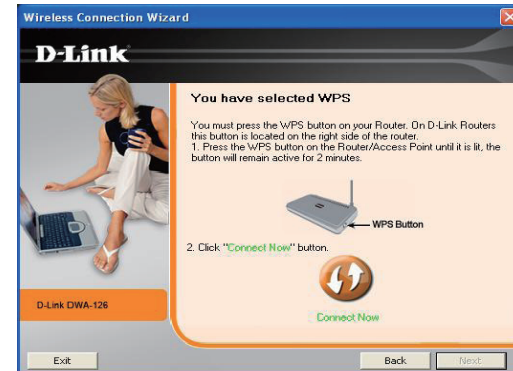 Wireless Connection Wizard
D-Link
You have selected WPS
You must press the WPS button on your Router. On D-Link Routers
this button is located on the right side of the router.
1. Press the WPS button on the Router/Access Point until it is lit, the
button will remain active for 2 minutes.
WPS Button
2. Click "Connect Now" button.
D-Link DWA-126
Connect Now
Exit
Back
Next